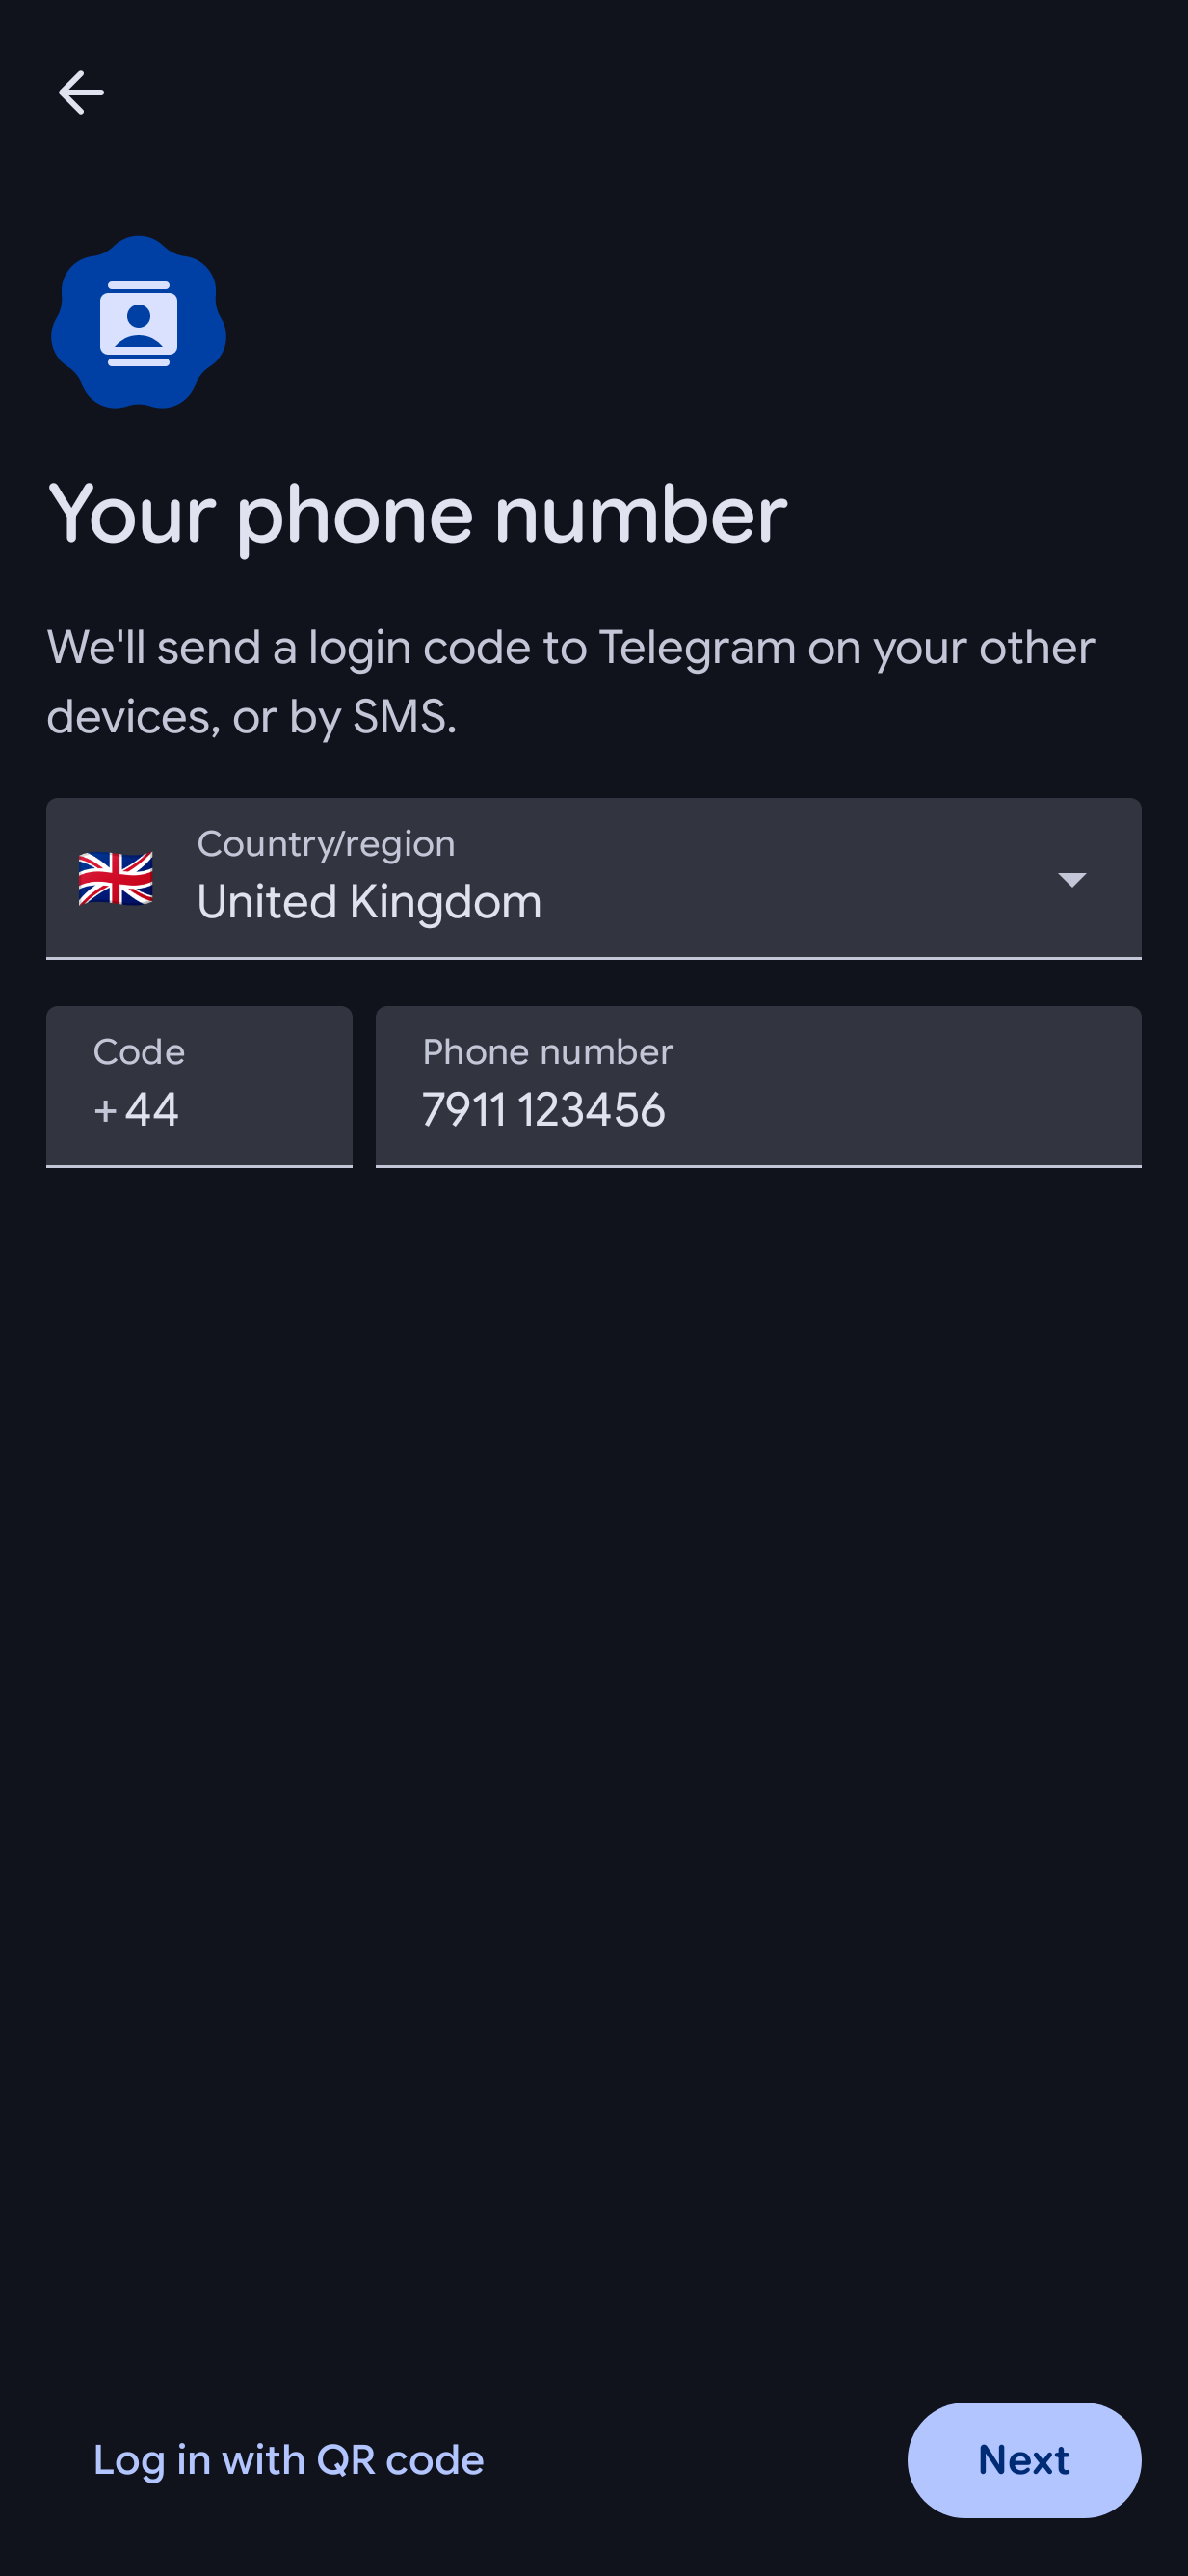 Your phone number
We'll send a login code to Telegram on your other
devices, or by SMS.
Country/region
United Kingdom
Code
+44
Phone number
7911 123456
Log in with QR code
Next